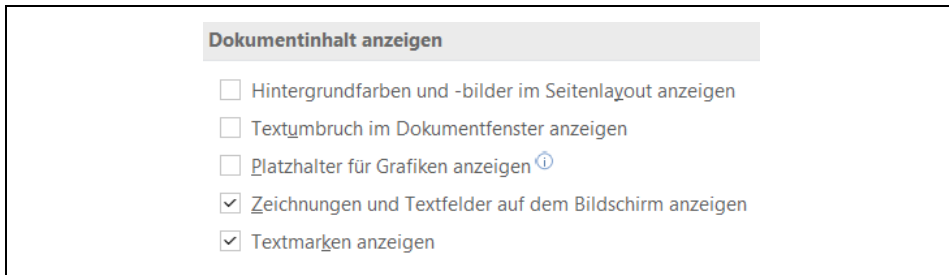 Dokumentinhalt anzeigen
Hintergrundfarben und -bilder im Seitenlayout anzeigen
Textumbruch im Dokumentfenster anzeigen
Platzhalter für Grafiken anzeigen
Zeichnungen und Textfelder auf dem Bildschirm anzeigen
Textmarken anzeigen